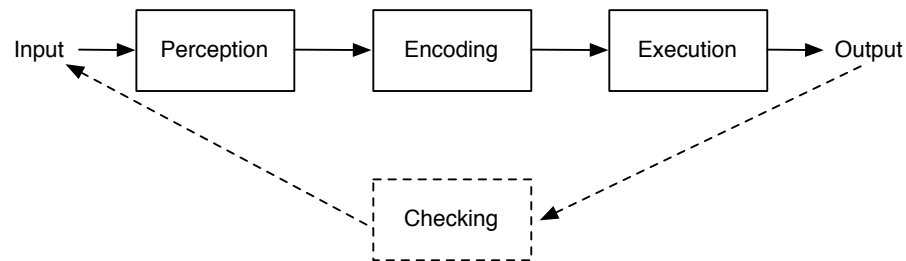 Input
Perception
Encoding
Execution
Output
Checking